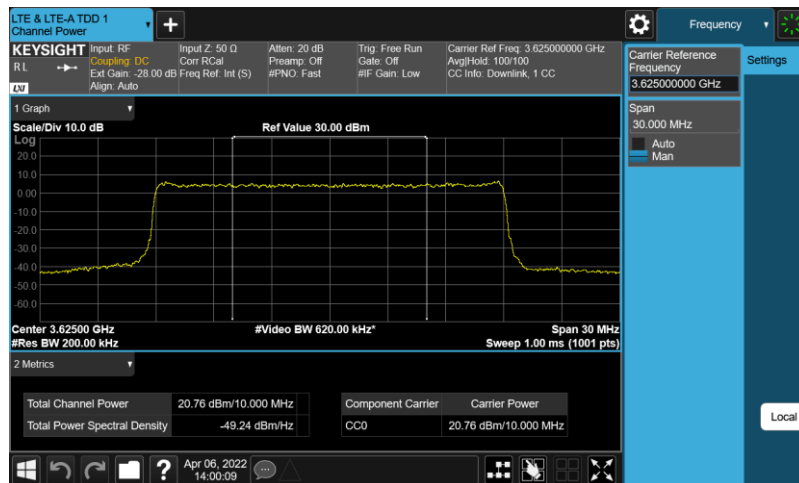 LTE & LTE-A TDD 1
Channel Power
Frequency
KEYSIGHT
RL
LXI
Input: RF
Coupling: DC
Ext Gain: -28.00 dB
Align: Auto
Input Z: 50 Ω
Corr RCal
Freq Ref: Int (S)
Atten: 20 dB
Preamp: Off
#PNO: Fast
Trig: Free Run
Gate: Off
#IF Gain: Low
Carrier Ref Freq: 3.625000000 GHz
Avg|Hold: 100/100
CC Info: Downlink, 1 CC
Carrier Reference
Frequency
3.625000000 GHz
Settings
Span
30.000 MHz
Auto
Man
1 Graph
Scale/Div 10.0 dB
Ref Value 30.00 dBm
Log
20.0
10.0
0.00
-10.0
-20.0
-30.0
-40.0
-50.0
-60.0
Center 3.62500 GHz
#Video BW 620.00 kHz*
Span 30 MHz
#Res BW 200.00 kHz
Sweep 1.00 ms (1001 pts)
2 Metrics
Total Channel Power 20.76 dBm/10.000 MHz
Total Power Spectral Density -49.24 dBm/Hz
Component Carrier Carrier Power
CC0 20.76 dBm/10.000 MHz
Local
?
Apr 06, 2022
14:00:09